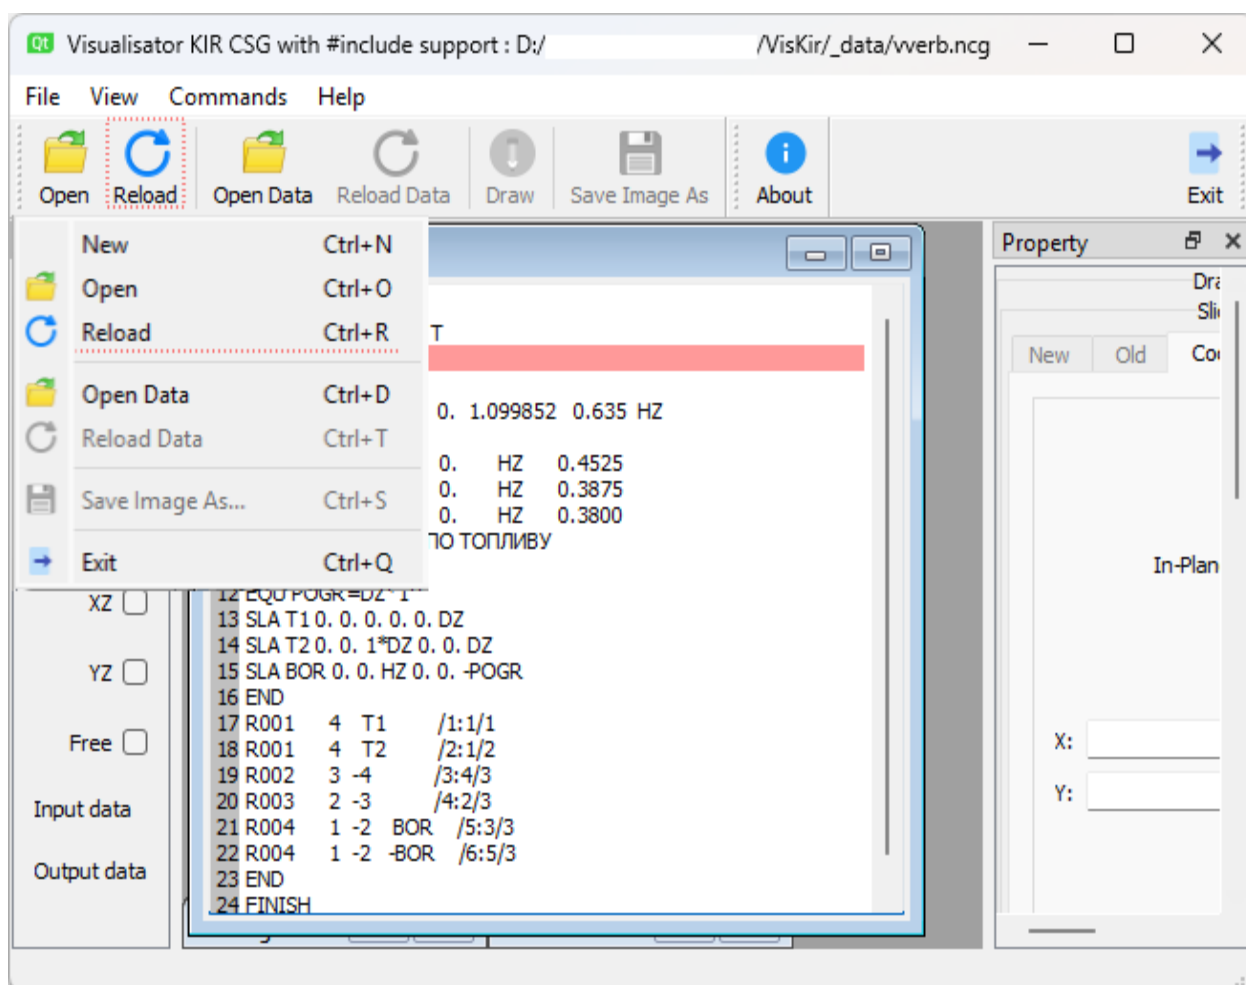 Visualisator KIR CSG with #include support : D:/ /VisKir/_data/vverb.ncg
File View Commands Help
Open Reload Open Data Reload Data Draw Save Image As About Exit
New Ctrl+N
Open Ctrl+O
Reload Ctrl+R
Open Data Ctrl+D
Reload Data Ctrl+T
Save Image As... Ctrl+S
Exit Ctrl+Q
T
0. 1.099852 0.635 HZ
0. HZ 0.4525
0. HZ 0.3875
0. HZ 0.3800
ПО ТОПЛИВУ
12 EQU POGR=DZ*1
13 SLA T1 0. 0. 0. 0. 0. DZ
14 SLA T2 0. 0. 1*DZ 0. 0. DZ
15 SLA BOR 0. 0. HZ 0. 0. -POGR
16 END
17 R001 4 T1 /1:1/1
18 R001 4 T2 /2:1/2
19 R002 3 -4 /3:4/3
20 R003 2 -3 /4:2/3
21 R004 1 -2 BOR /5:3/3
22 R004 1 -2 -BOR /6:5/3
23 END
24 FINISH
XZ
YZ
Free
Input data
Output data
Property
Dra
Sli
New Old Coo
In-Plan
X:
Y: